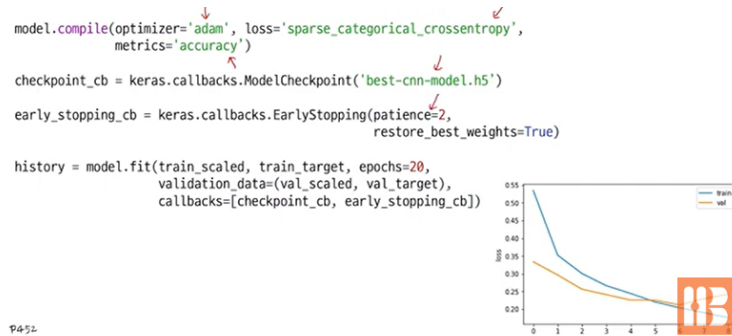 model.compile(optimizer='adam', loss='sparse_categorical_crossentropy',
metrics='accuracy')
checkpoint_cb = keras.callbacks.ModelCheckpoint('best-cnn-model.h5')
early_stopping_cb = keras.callbacks.EarlyStopping(patience=2,
restore_best_weights=True)
history = model.fit(train_scaled, train_target, epochs=20,
validation_data=(val_scaled, val_target),
callbacks=[checkpoint_cb, early_stopping_cb])
0.55
train
0.50
val
0.45
0.40
0.35
loss
0.30
0.25
0.20
0 1 2 3 4 5 6 7 8
P452